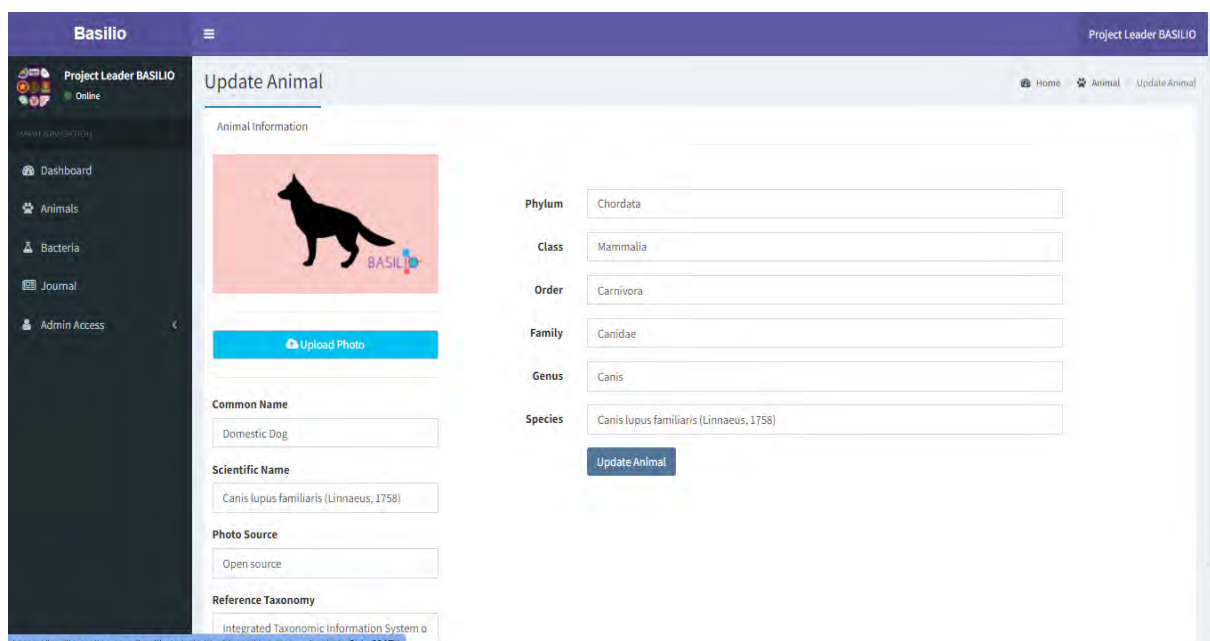 Basilio
Project Leader BASILIO
Project Leader BASILIO
Online
MAIN NAVIGATION
Dashboard
Animals
Bacteria
Journal
Admin Access
Update Animal
Home Animal Update Animal
Animal Information
BASILIO
Upload Photo
Common Name
Domestic Dog
Scientific Name
Canis lupus familiaris (Linnaeus, 1758)
Photo Source
Open source
Reference Taxonomy
Integrated Taxonomic Information System o
Phylum Chordata
Class Mammalia
Order Carnivora
Family Canidae
Genus Canis
Species Canis lupus familiaris (Linnaeus, 1758)
Update Animal